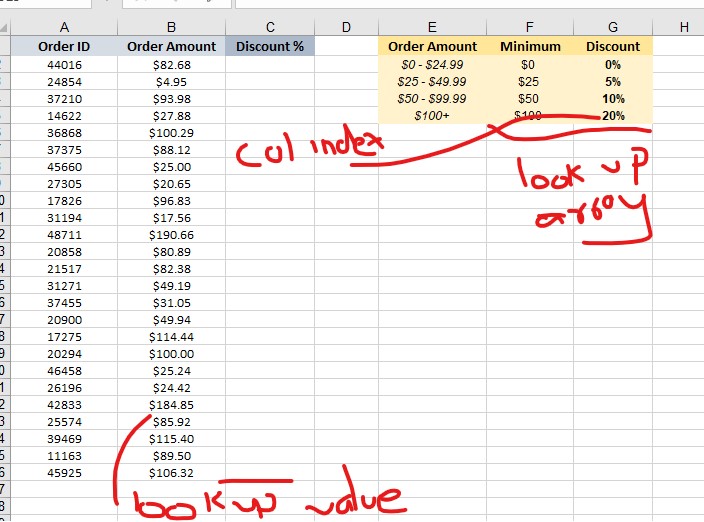 A B C D E F G H
Order ID Order Amount Discount % Order Amount Minimum Discount
44016 $82.68 $0 - $24.99 $0 0%
24854 $4.95 $25 - $49.99 $25 5%
37210 $93.98 $50 - $99.99 $50 10%
14622 $27.88 $100+ $100 20%
36868 $100.29
37375 $88.12
col index
45660 $25.00
look up
27305 $20.65
17826 $96.83
array
31194 $17.56
48711 $190.66
20858 $80.89
21517 $82.38
31271 $49.19
37455 $31.05
20900 $49.94
17275 $114.44
20294 $100.00
46458 $25.24
26196 $24.42
42833 $184.85
25574 $85.92
39469 $115.40
11163 $89.50
45925 $106.32
lookup value